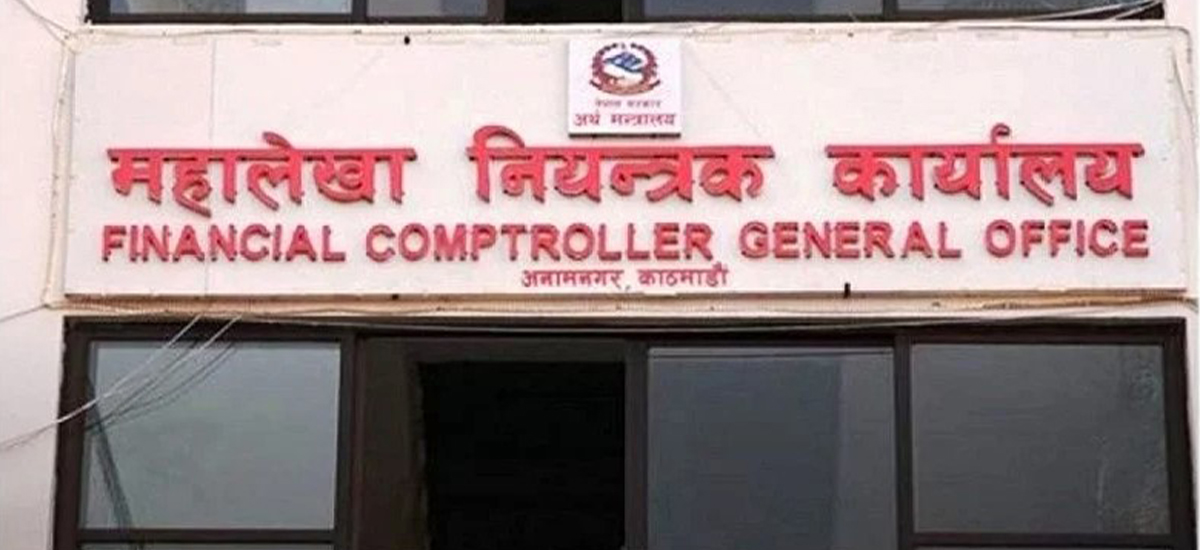 नेपाल सरकार
अर्थ मन्त्रालय
महालेखा नियन्त्रक कार्यालय
FINANCIAL COMPTROLLER GENERAL OFFICE
अनामनगर, काठमाडौं